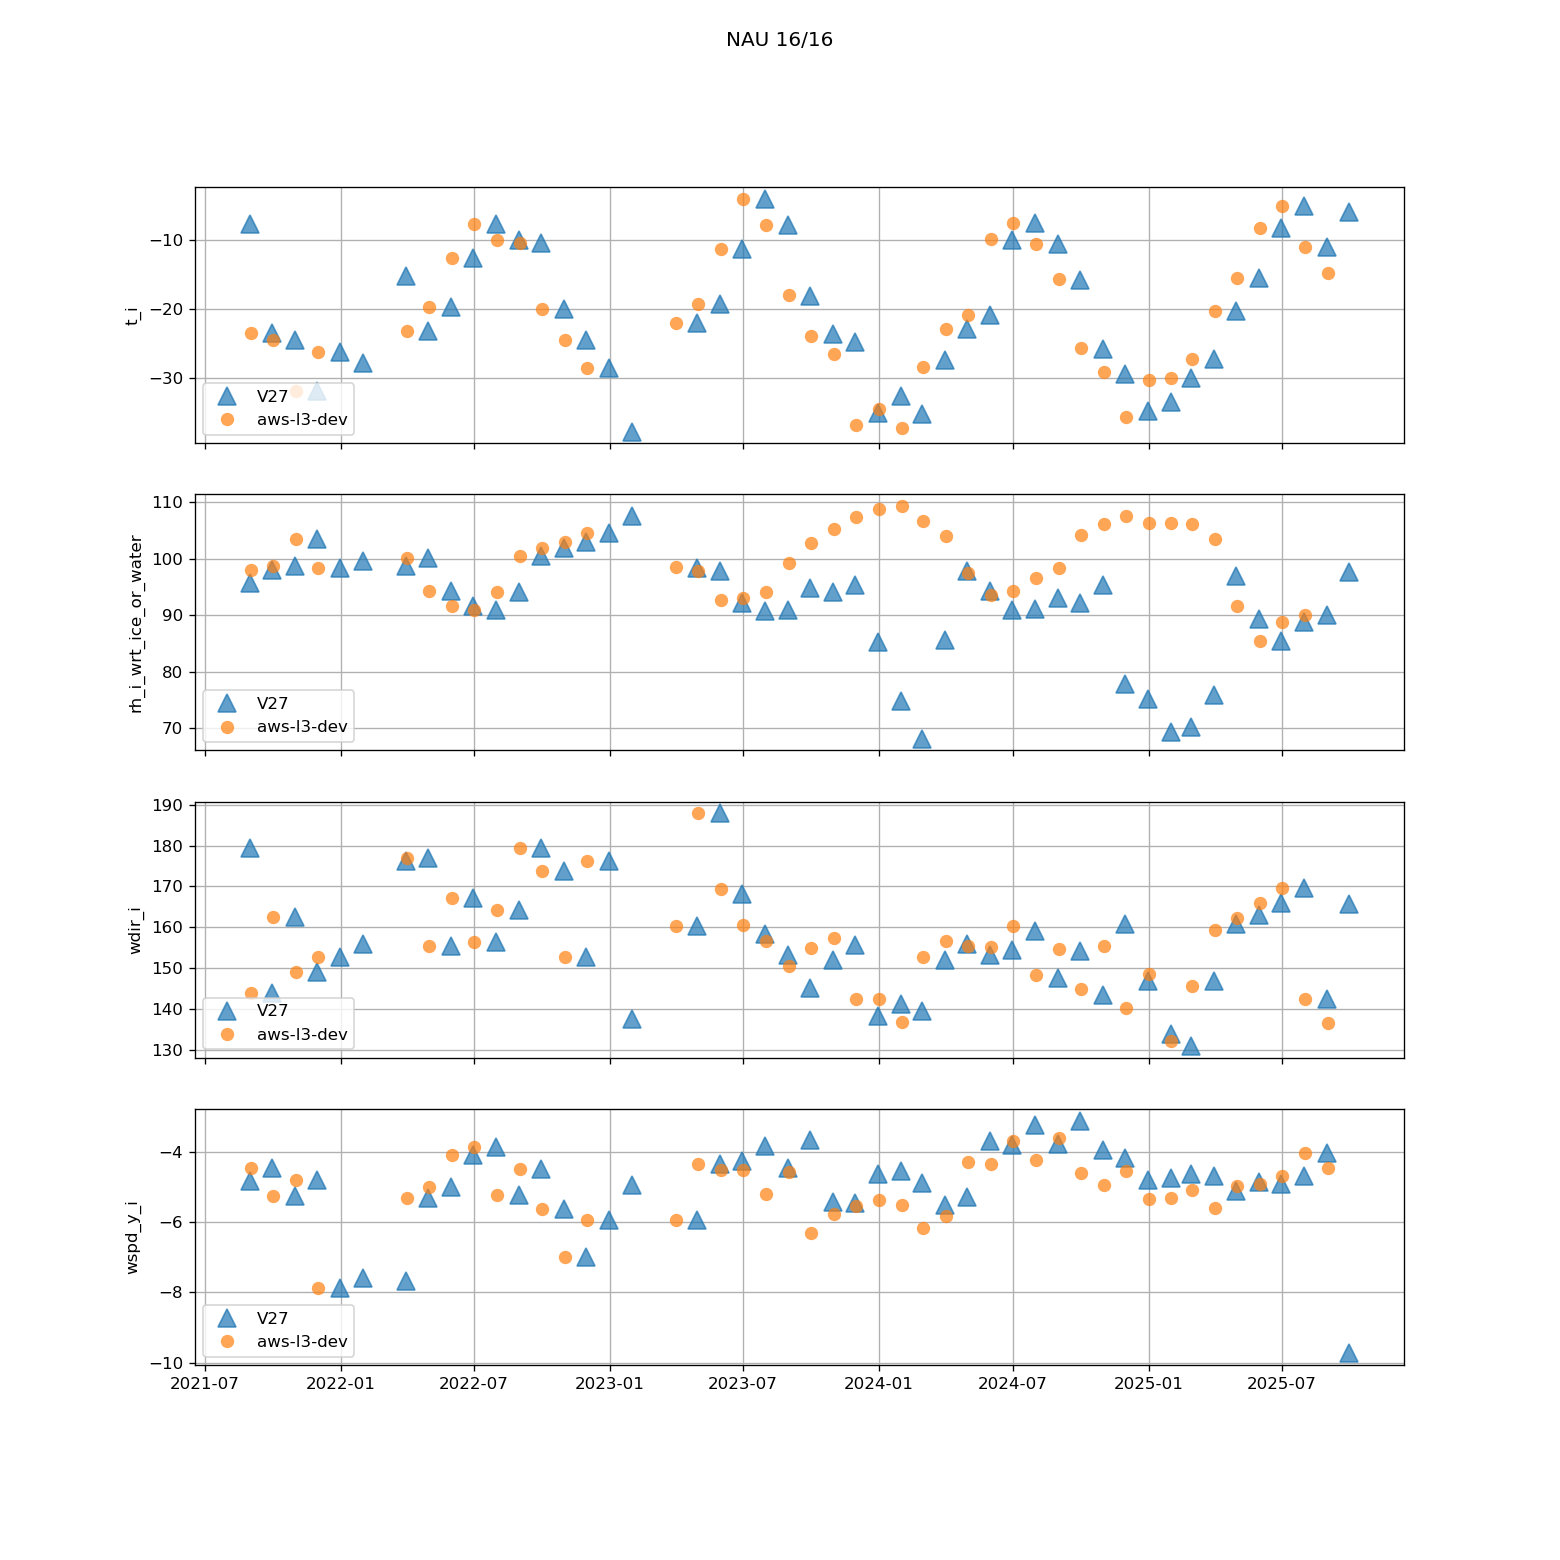 NAU 16/16
−10
−20
−30
t_i
V27
aws-l3-dev
110
100
90
80
70
rh_i_wrt_ice_or_water
V27
aws-l3-dev
190
180
170
160
150
140
130
wdir_i
V27
aws-l3-dev
−4
−6
−8
−10
wspd_y_i
V27
aws-l3-dev
2021-07 2022-01 2022-07 2023-01 2023-07 2024-01 2024-07 2025-01 2025-07